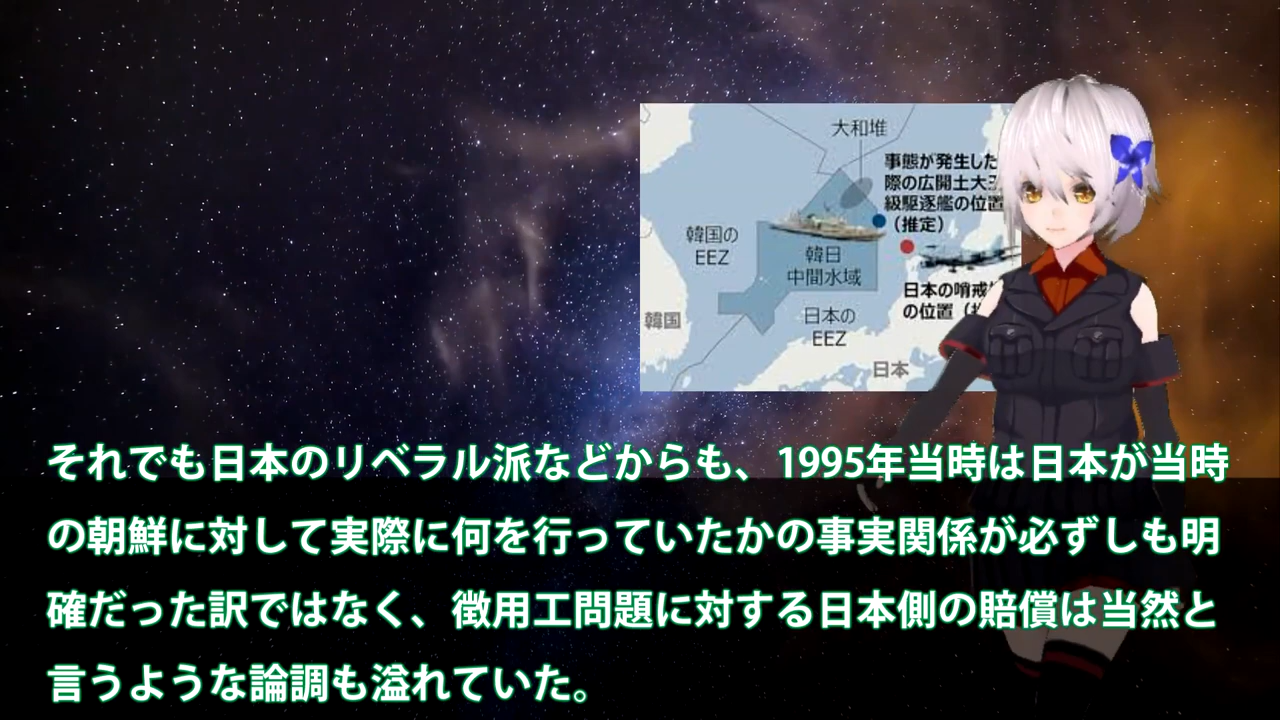 大和堆
事態が発生した
際の広開土大王
級駆逐艦の位置
（推定）
韓国の
EEZ
韓日
中間水域
日本の哨戒
の位置（
日本の
EEZ
韓国
日本
それでも日本のリベラル派などからも、1995年当時は日本が当時
の朝鮮に対して実際に何を行っていたかの事実関係が必ずしも明
確だった訳ではなく、徴用工問題に対する日本側の賠償は当然と
言うような論調も溢れていた。